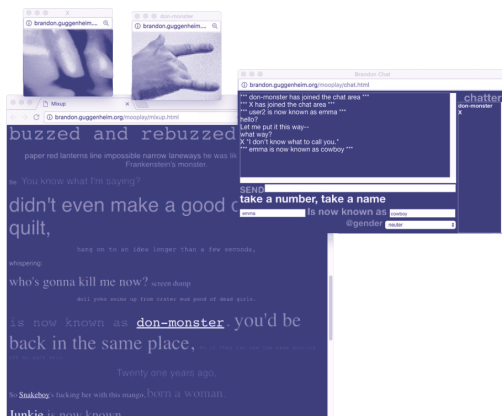 X
brandon.guggenheim....
don-monster
brandon.guggenheim....
Mixup
brandon.guggenheim.org/mooplay/mixup.html
buzzed and rebuzzed
paper red lanterns line impossible narrow laneways he was
Frankenstein's monster.
You know what I'm saying?
didn't even make a good
quilt,
hang on to an idea longer than a few seconds,
whispering:
who's gonna kill me now? screen dump
doll yoko swims up from oyster mud pond of dead girls.
is now known as don-monster. you'd be
back in the same place,
Twenty one years ago.
So Snakeboy's fucking her with this mango. born a woman.
Junkie is now known
Brandon Chat
brandon.guggenheim.org/mooplay/chat.html
*** don-monster has joined the chat area ***
*** X has joined the chat area ***
*** user2 is now known as emma ***
hello?
Let me put it this way--
what way?
X "I don't know what to call you."
*** emma is now known as cowboy ***
chatter
don-monster
X
SEND
take a number, take a name
emma Is now known as cowboy
@gender neuter